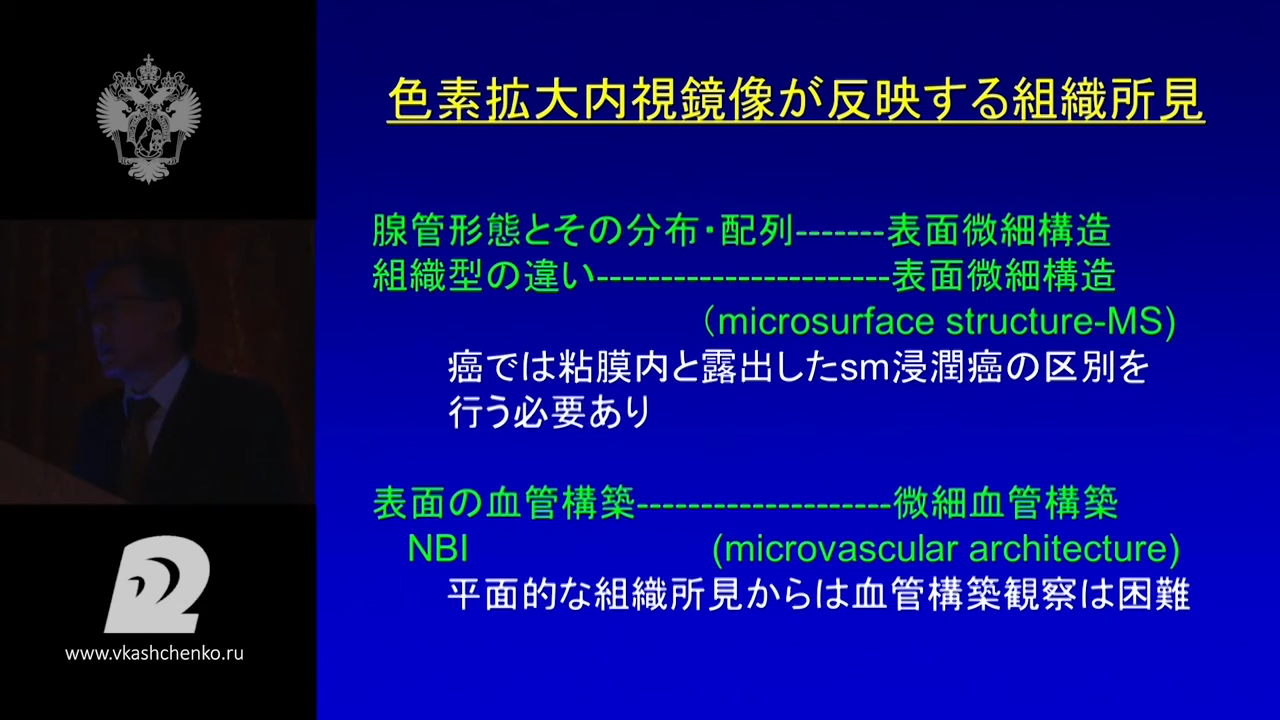 色素拡大内視鏡像が反映する組織所見
腺管形態とその分布・配列-------表面微細構造
組織型の違い-----------------------表面微細構造
（microsurface structure-MS)
癌では粘膜内と露出したsm浸潤癌の区別を
行う必要あり
表面の血管構築--------------------微細血管構築
NBI (microvascular architecture)
平面的な組織所見からは血管構築観察は困難
www.vkashchenko.ru